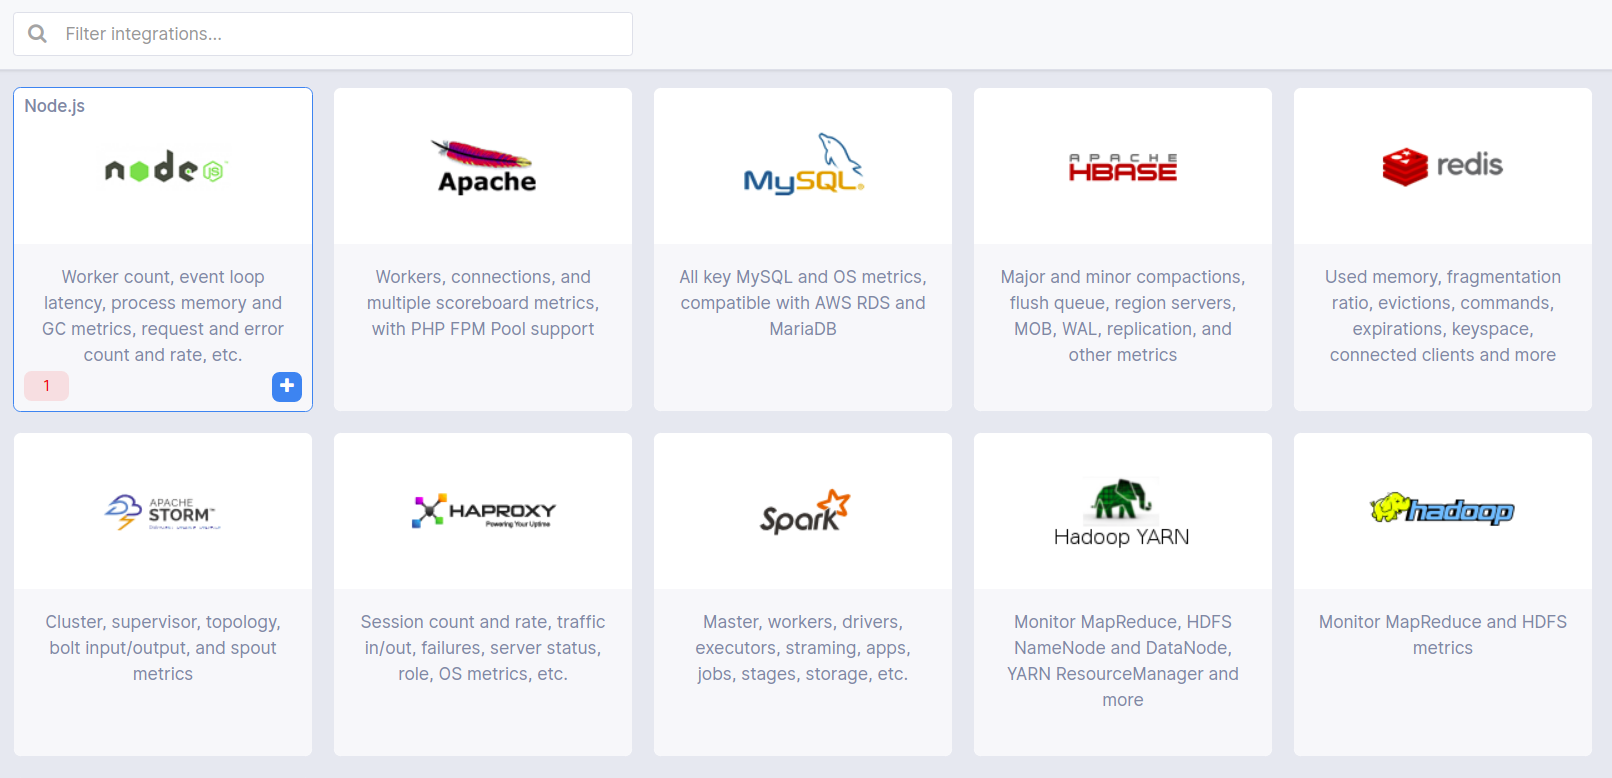 Filter integrations...
Node.js
node JS
Worker count, event loop
latency, process memory and
GC metrics, request and error
count and rate, etc.
1
Apache
Workers, connections, and
multiple scoreboard metrics,
with PHP FPM Pool support
MySQL
All key MySQL and OS metrics,
compatible with AWS RDS and
MariaDB
APACHE
HBASE
Major and minor compactions,
flush queue, region servers,
MOB, WAL, replication, and
other metrics
redis
Used memory, fragmentation
ratio, evictions, commands,
expirations, keyspace,
connected clients and more
APACHE
STORM™
Cluster, supervisor, topology,
bolt input/output, and spout
metrics
HAPROXY
Powering Your Uptime
Session count and rate, traffic
in/out, failures, server status,
role, OS metrics, etc.
Spark
Master, workers, drivers,
executors, straming, apps,
jobs, stages, storage, etc.
Hadoop YARN
Monitor MapReduce, HDFS
NameNode and DataNode,
YARN ResourceManager and
more
hadoop
Monitor MapReduce and HDFS
metrics